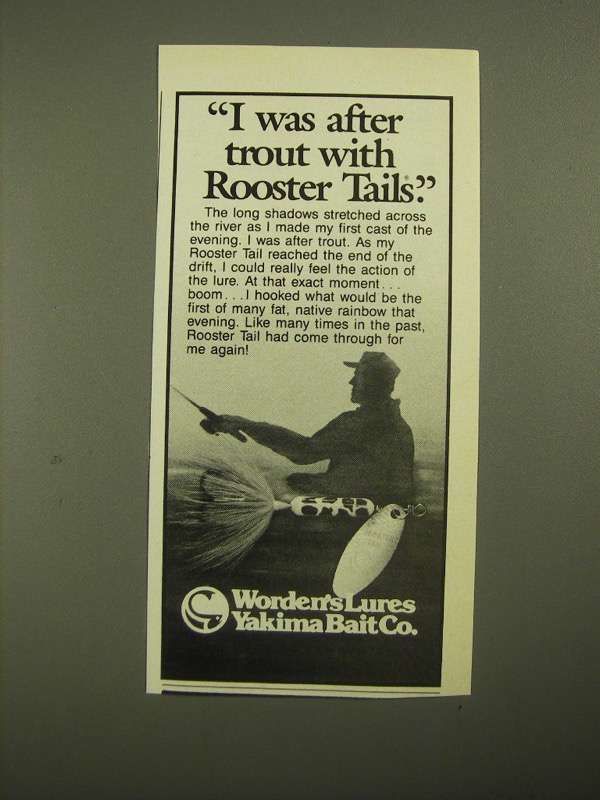 “I was after
trout with
Rooster Tails®.”
The long shadows stretched across
the river as I made my first cast of the
evening. I was after trout. As my
Rooster Tail reached the end of the
drift, I could really feel the action of
the lure. At that exact moment...
boom...I hooked what would be the
first of many fat, native rainbow that
evening. Like many times in the past,
Rooster Tail had come through for
me again!
Worden's Lures
Yakima Bait Co.